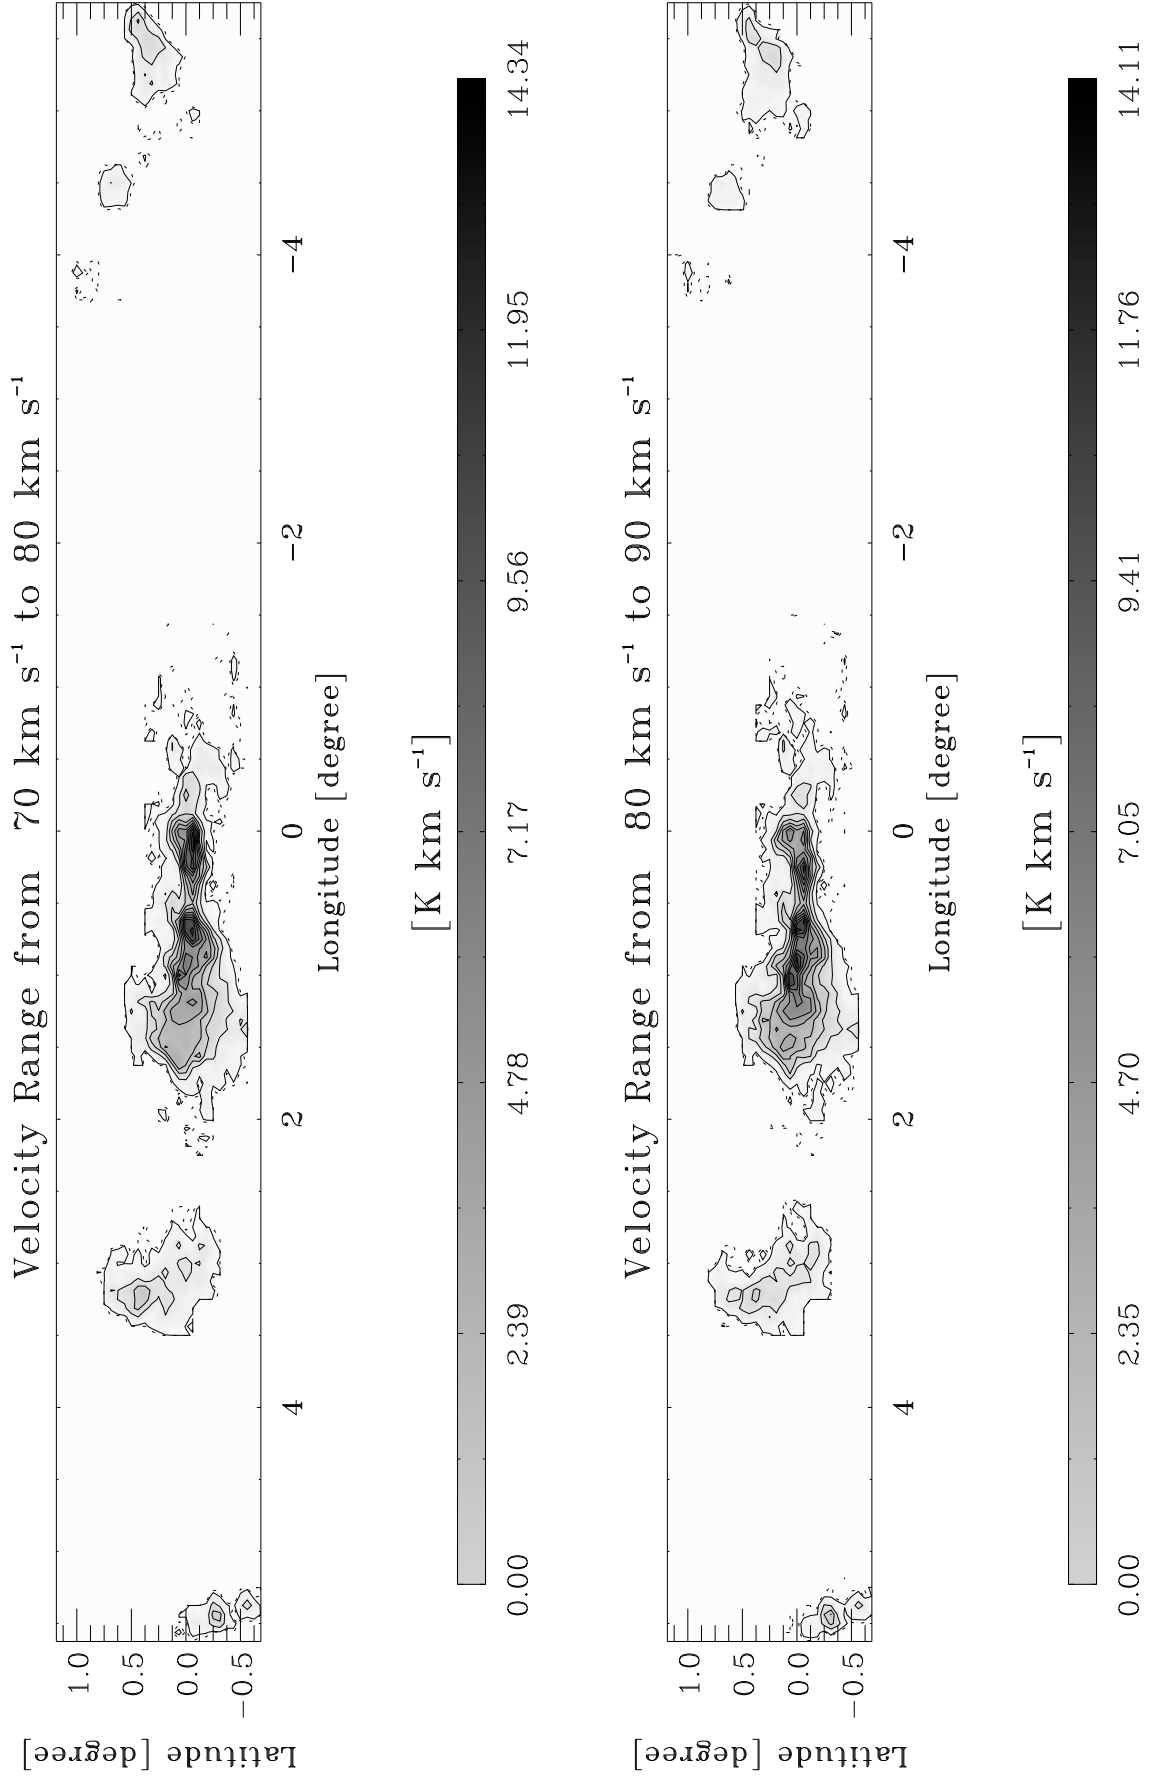 Velocity Range from 70 km s⁻¹ to 80 km s⁻¹
Latitude [degree]
1.0
0.5
0.0
−0.5
4
2
0
−2
−4
Longitude [degree]
[K km s⁻¹]
0.00 2.39 4.78 7.17 9.56 11.95 14.34
Velocity Range from 80 km s⁻¹ to 90 km s⁻¹
Latitude [degree]
1.0
0.5
0.0
−0.5
4
2
0
−2
−4
Longitude [degree]
[K km s⁻¹]
0.00 2.35 4.70 7.05 9.41 11.76 14.11